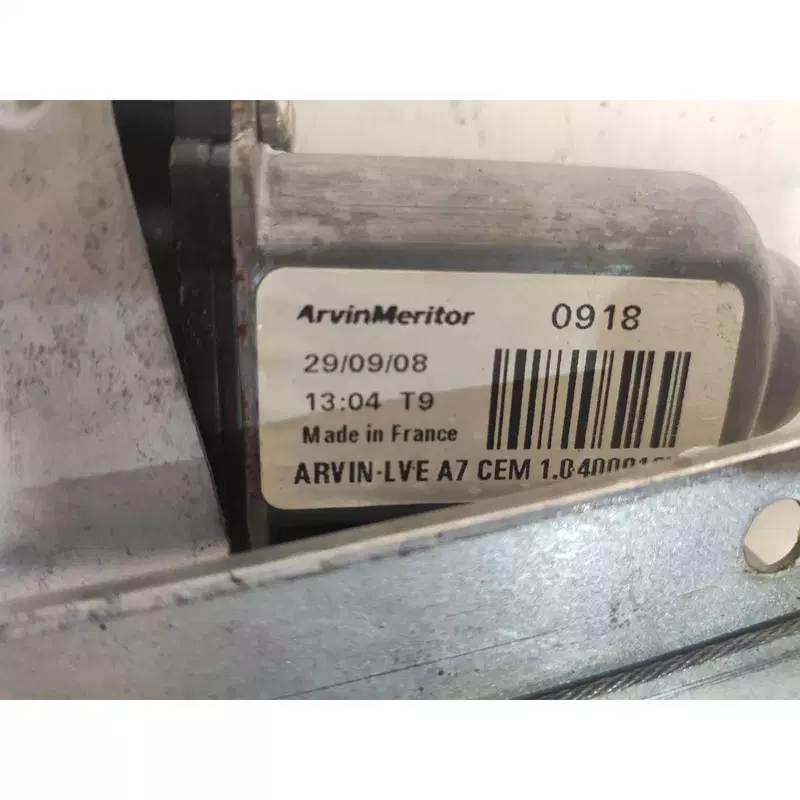 ArvinMeritor 0918
29/09/08
13:04 T9
Made in France
ARVIN-LVE A7 CEM